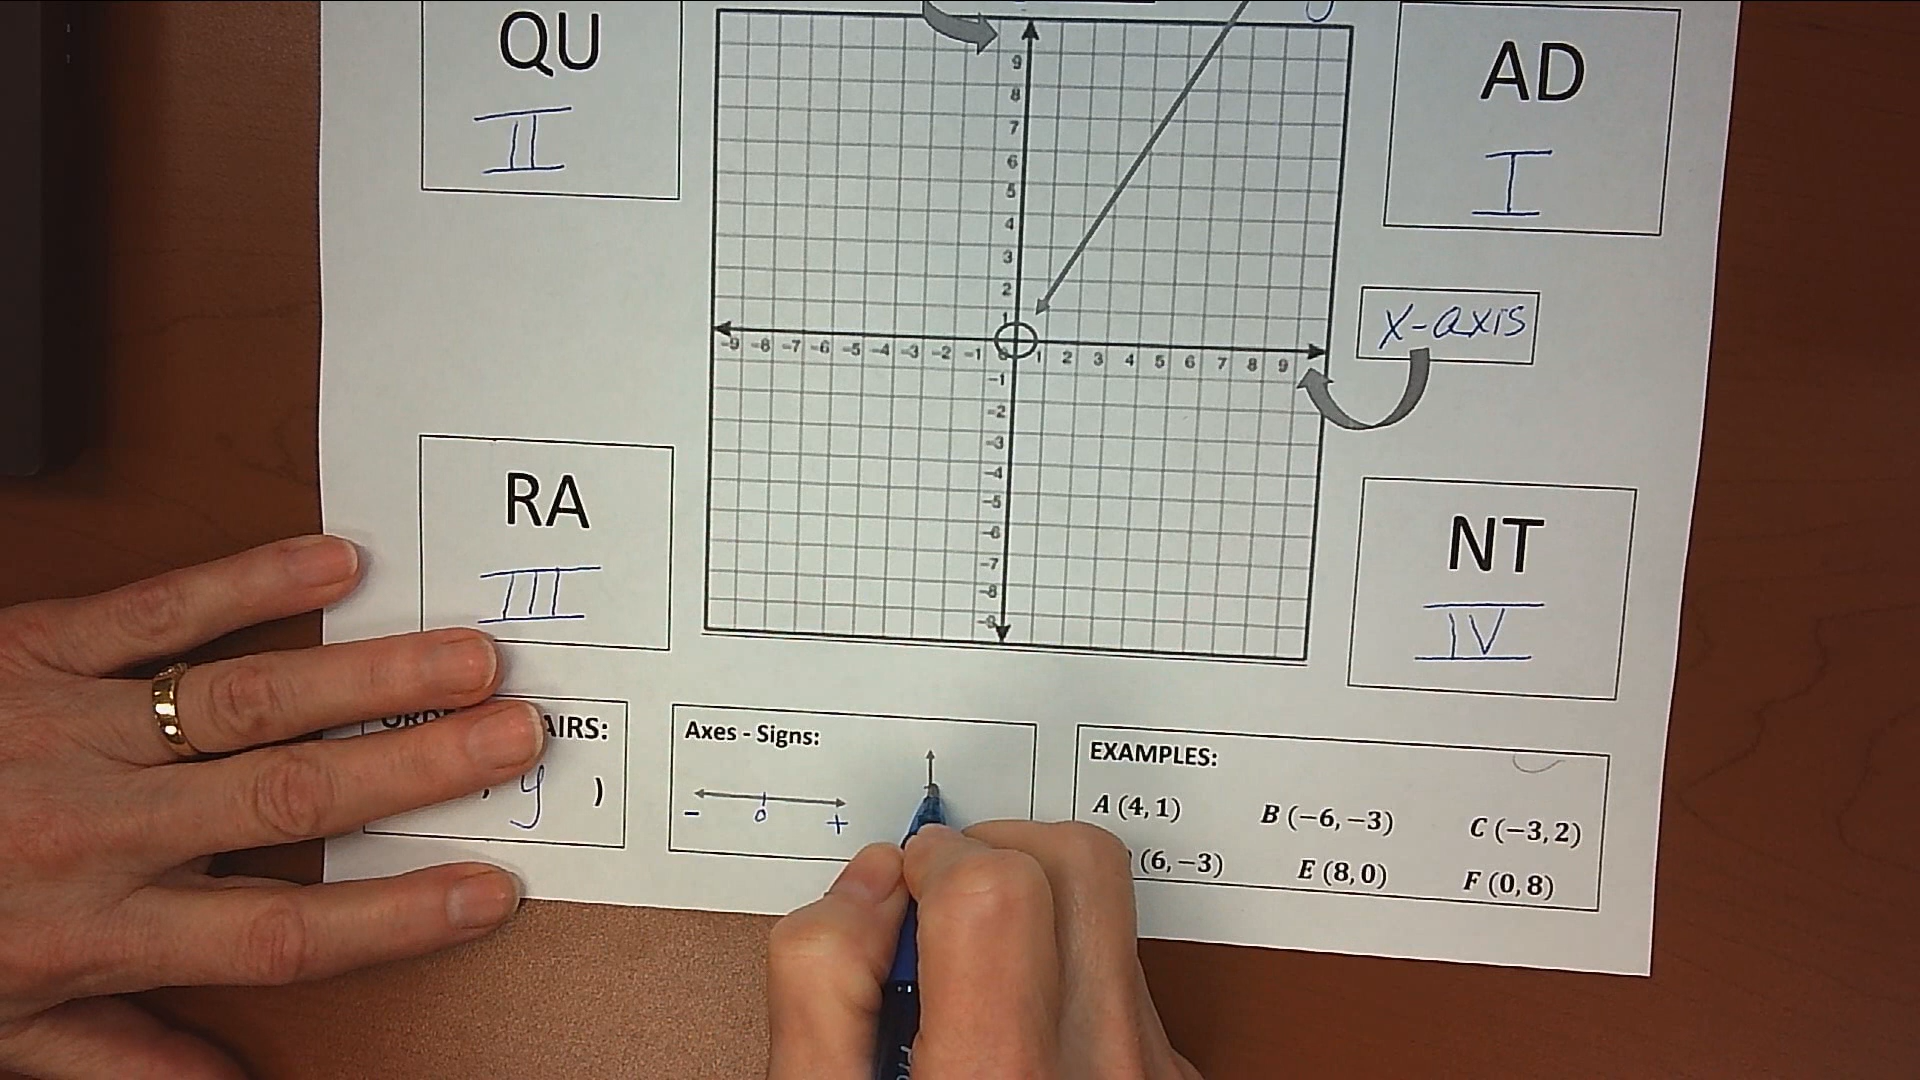 QU
II
AD
I
9
8
7
6
5
4
3
2
1
x-axis
-9 -8 -7 -6 -5 -4 -3 -2 -1 0 1 2 3 4 5 6 7 8 9
-1
-2
-3
-4
-5
-6
-7
-8
-9
RA
III
NT
IV
AIRS:
, y )
Axes - Signs:
- 0 +
EXAMPLES:
A (4, 1) B (−6, −3) C (−3, 2)
(6, −3) E (8, 0) F (0, 8)